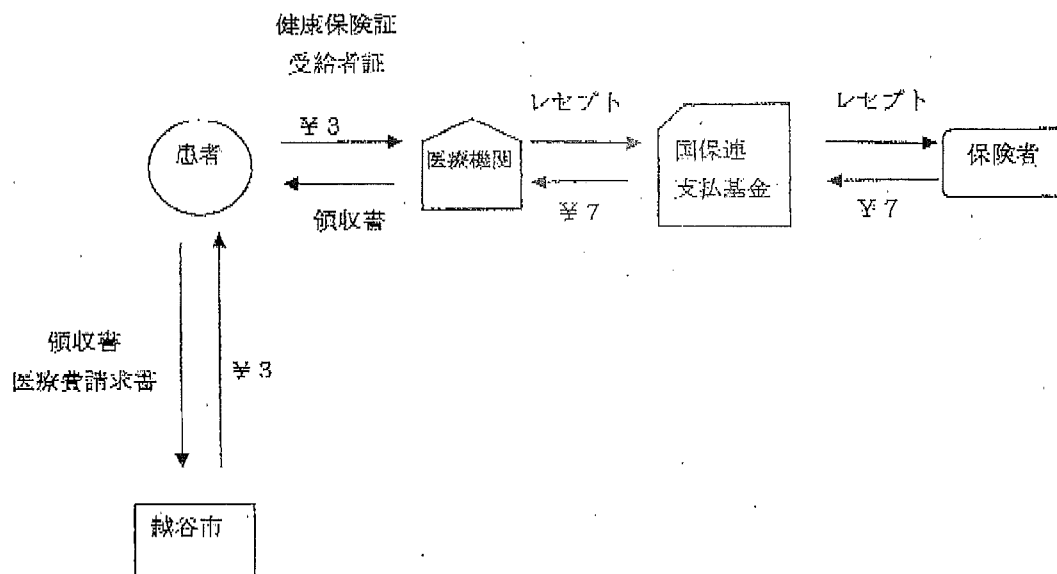 健康保険証
受給者証
¥3
患者
領収書
医療機関
レセプト
¥7
国保連
支払基金
レセプト
¥7
保険者
領収書
医療費請求書
¥3
越谷市